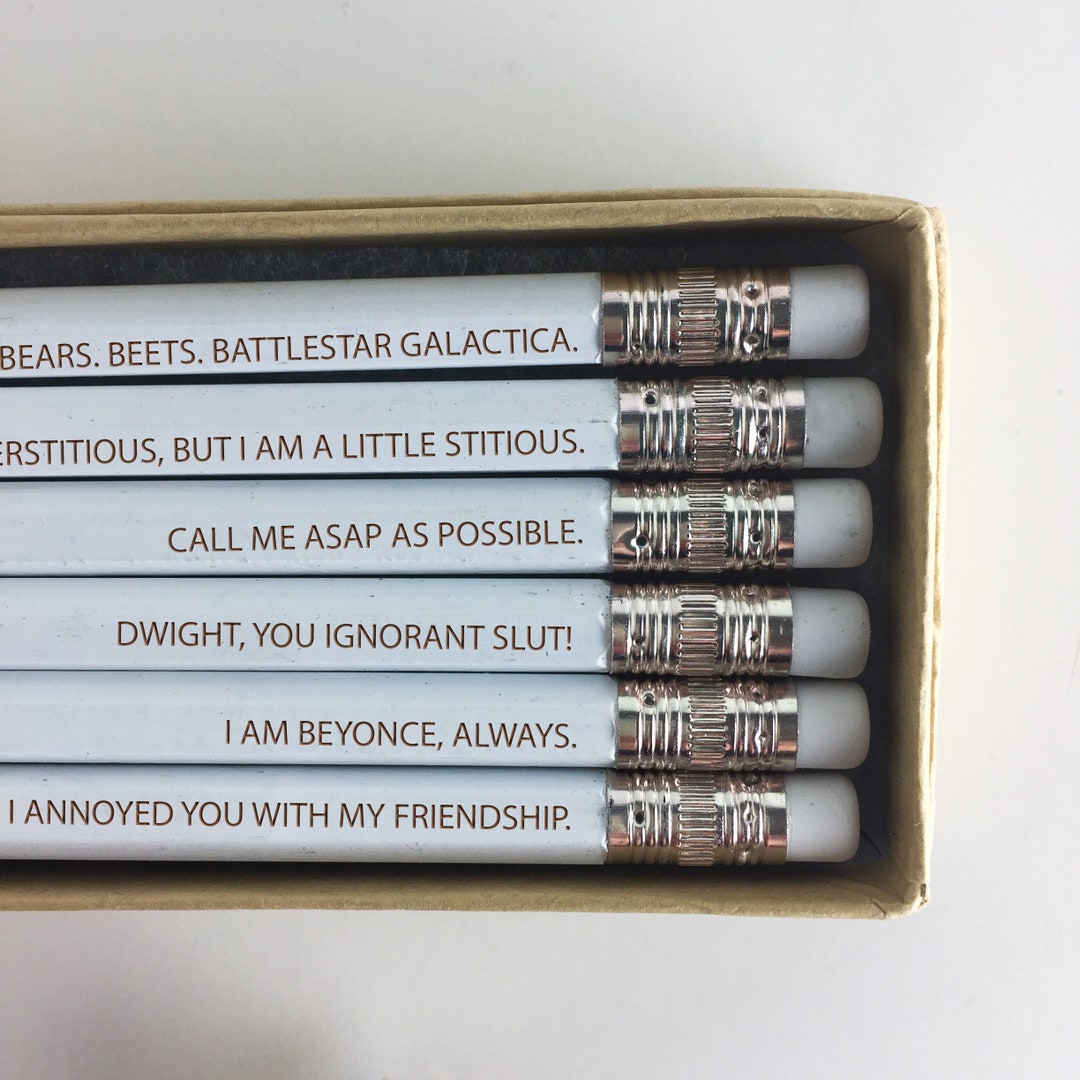 BEARS. BEETS. BATTLESTAR GALACTICA.
ERSTITIOUS, BUT I AM A LITTLE STITIOUS.
CALL ME ASAP AS POSSIBLE.
DWIGHT, YOU IGNORANT SLUT!
I AM BEYONCE, ALWAYS.
I ANNOYED YOU WITH MY FRIENDSHIP.